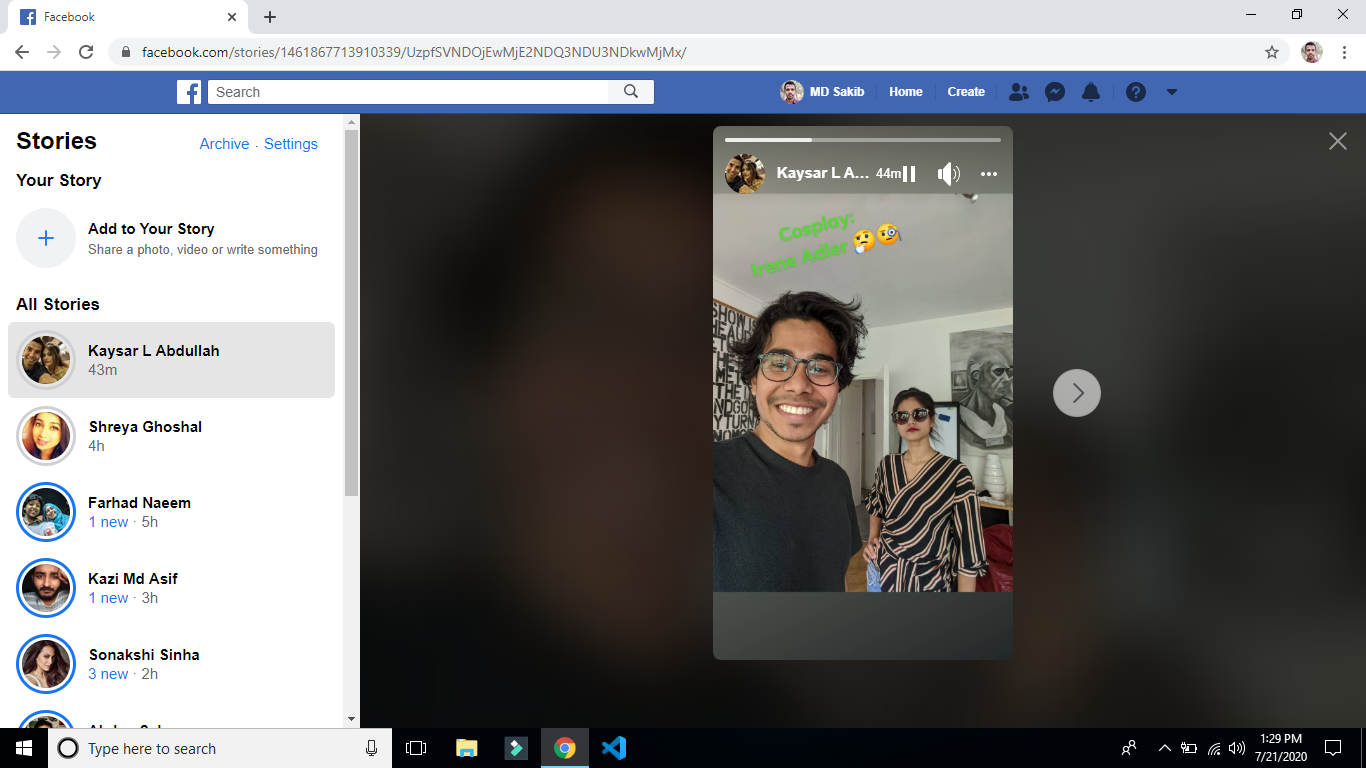 Facebook
facebook.com/stories/1461867713910339/UzpfSVNDOjEwMjE2NDQ3NDU3NDkwMjMx/
Search
MD Sakib
Home
Create
Stories
Archive . Settings
Your Story
Add to Your Story
Share a photo, video or write something
All Stories
Kaysar L Abdullah
43m
Shreya Ghoshal
4h
Farhad Naeem
1 new · 5h
Kazi Md Asif
1 new · 3h
Sonakshi Sinha
3 new · 2h
Kaysar L A... 44m
Cosplay:
Irene Adler 🤔🧐
SHOW IS
THE
Type here to search
1:29 PM
7/21/2020